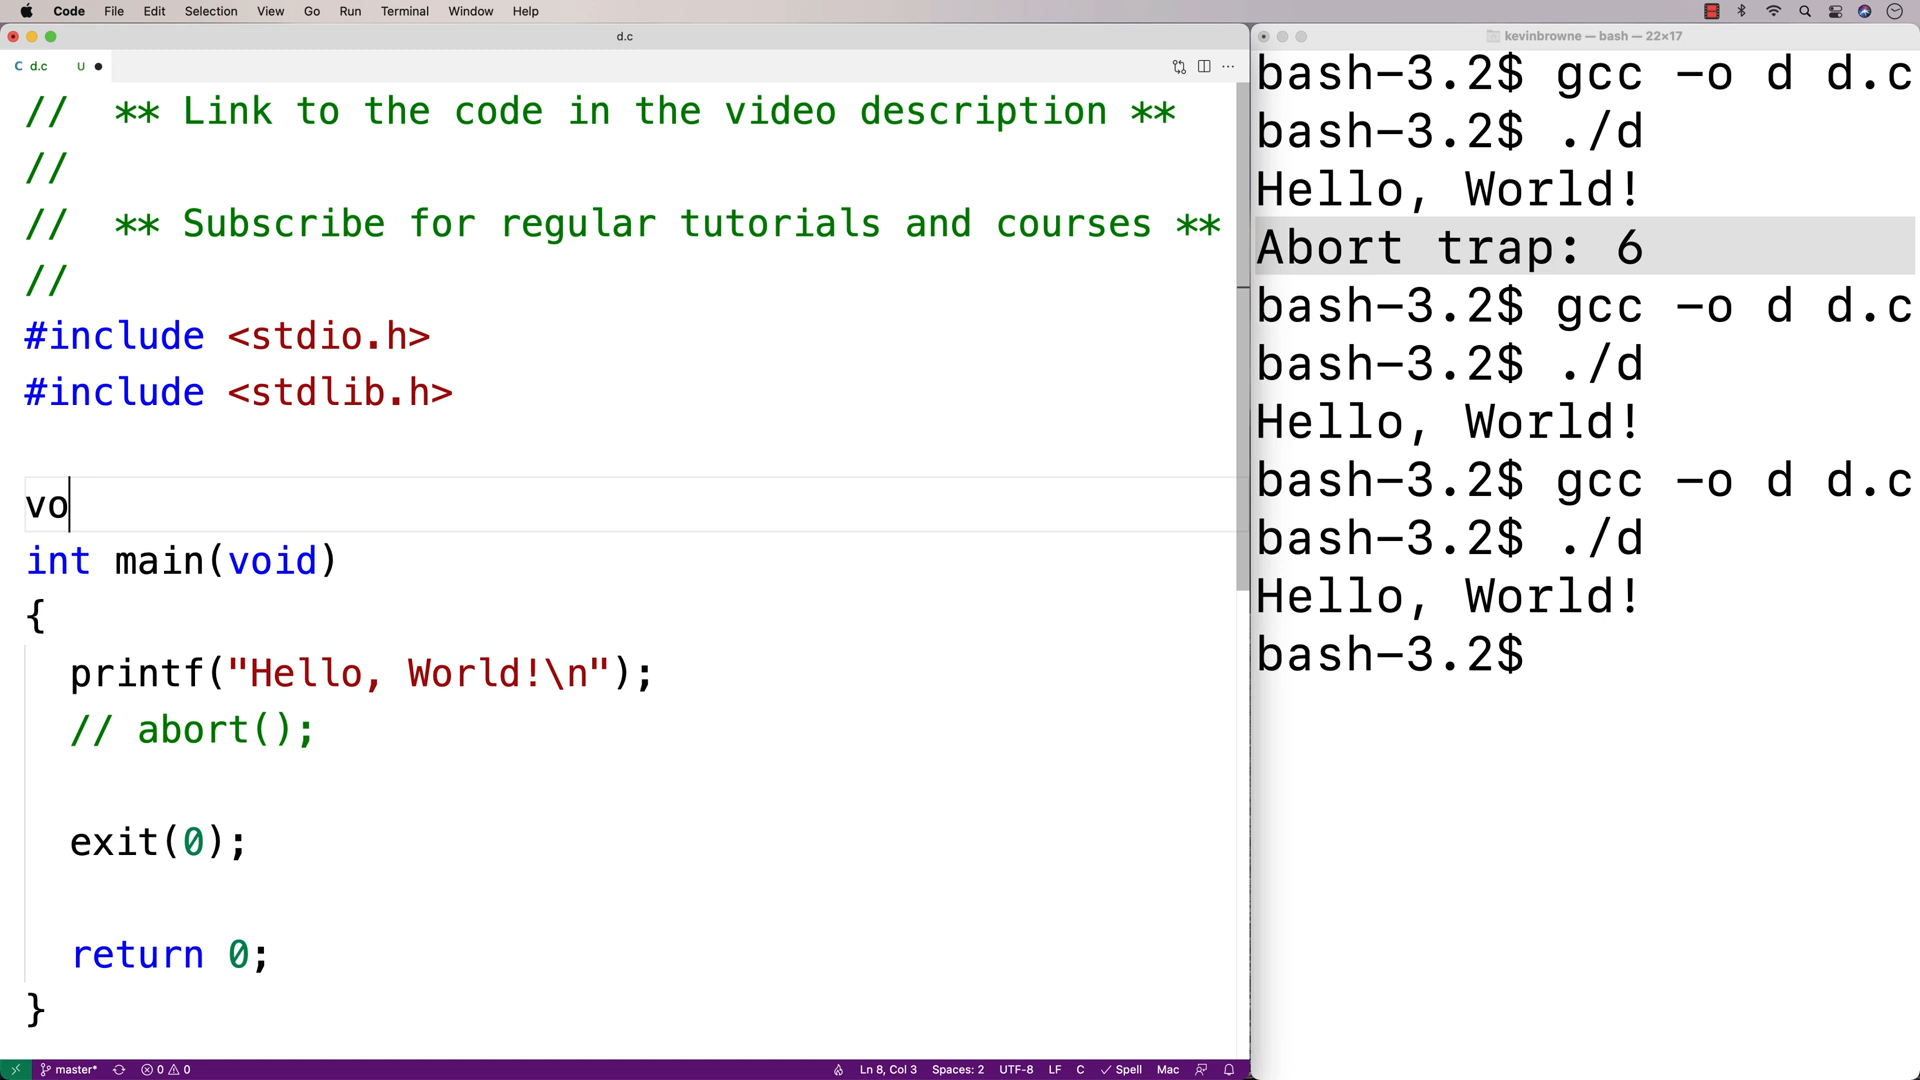 Code File Edit Selection View Go Run Terminal Window Help
d.c
C d.c U
// ** Link to the code in the video description **
//
// ** Subscribe for regular tutorials and courses **
//
#include <stdio.h>
#include <stdlib.h>
vo
int main(void)
{
printf("Hello, World!\n");
// abort();
exit(0);
return 0;
}
master* 0 0 Ln 8, Col 3 Spaces: 2 UTF-8 LF C Spell Mac
kevinbrowne — bash — 22×17
bash-3.2$ gcc -o d d.c
bash-3.2$ ./d
Hello, World!
Abort trap: 6
bash-3.2$ gcc -o d d.c
bash-3.2$ ./d
Hello, World!
bash-3.2$ gcc -o d d.c
bash-3.2$ ./d
Hello, World!
bash-3.2$